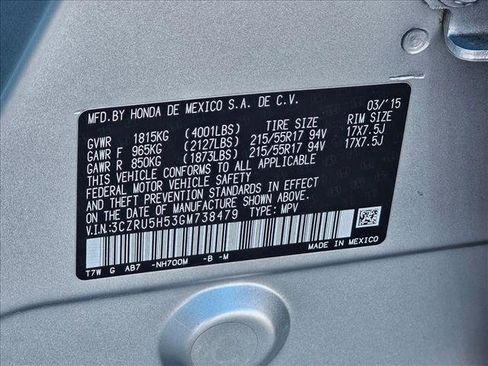 MFD.BY HONDA DE MEXICO S.A. DE C.V. 03/'15
TIRE SIZE RIM SIZE
GVWR 1815KG (4001LBS)
GAWR F 965KG (2127LBS) 215/55R17 94V 17X7.5J
GAWR R 850KG (1873LBS) 215/55R17 94V 17X7.5J
THIS VEHICLE CONFORMS TO ALL APPLICABLE
FEDERAL MOTOR VEHICLE SAFETY
AND THEFT PREVENTION STANDARDS IN EFFECT
ON THE DATE OF MANUFACTURE SHOWN ABOVE.
V.I.N:3CZRU5H53GM738479 TYPE: MPV
MADE IN MEXICO
T7W G AB7 -NH700M -B -M